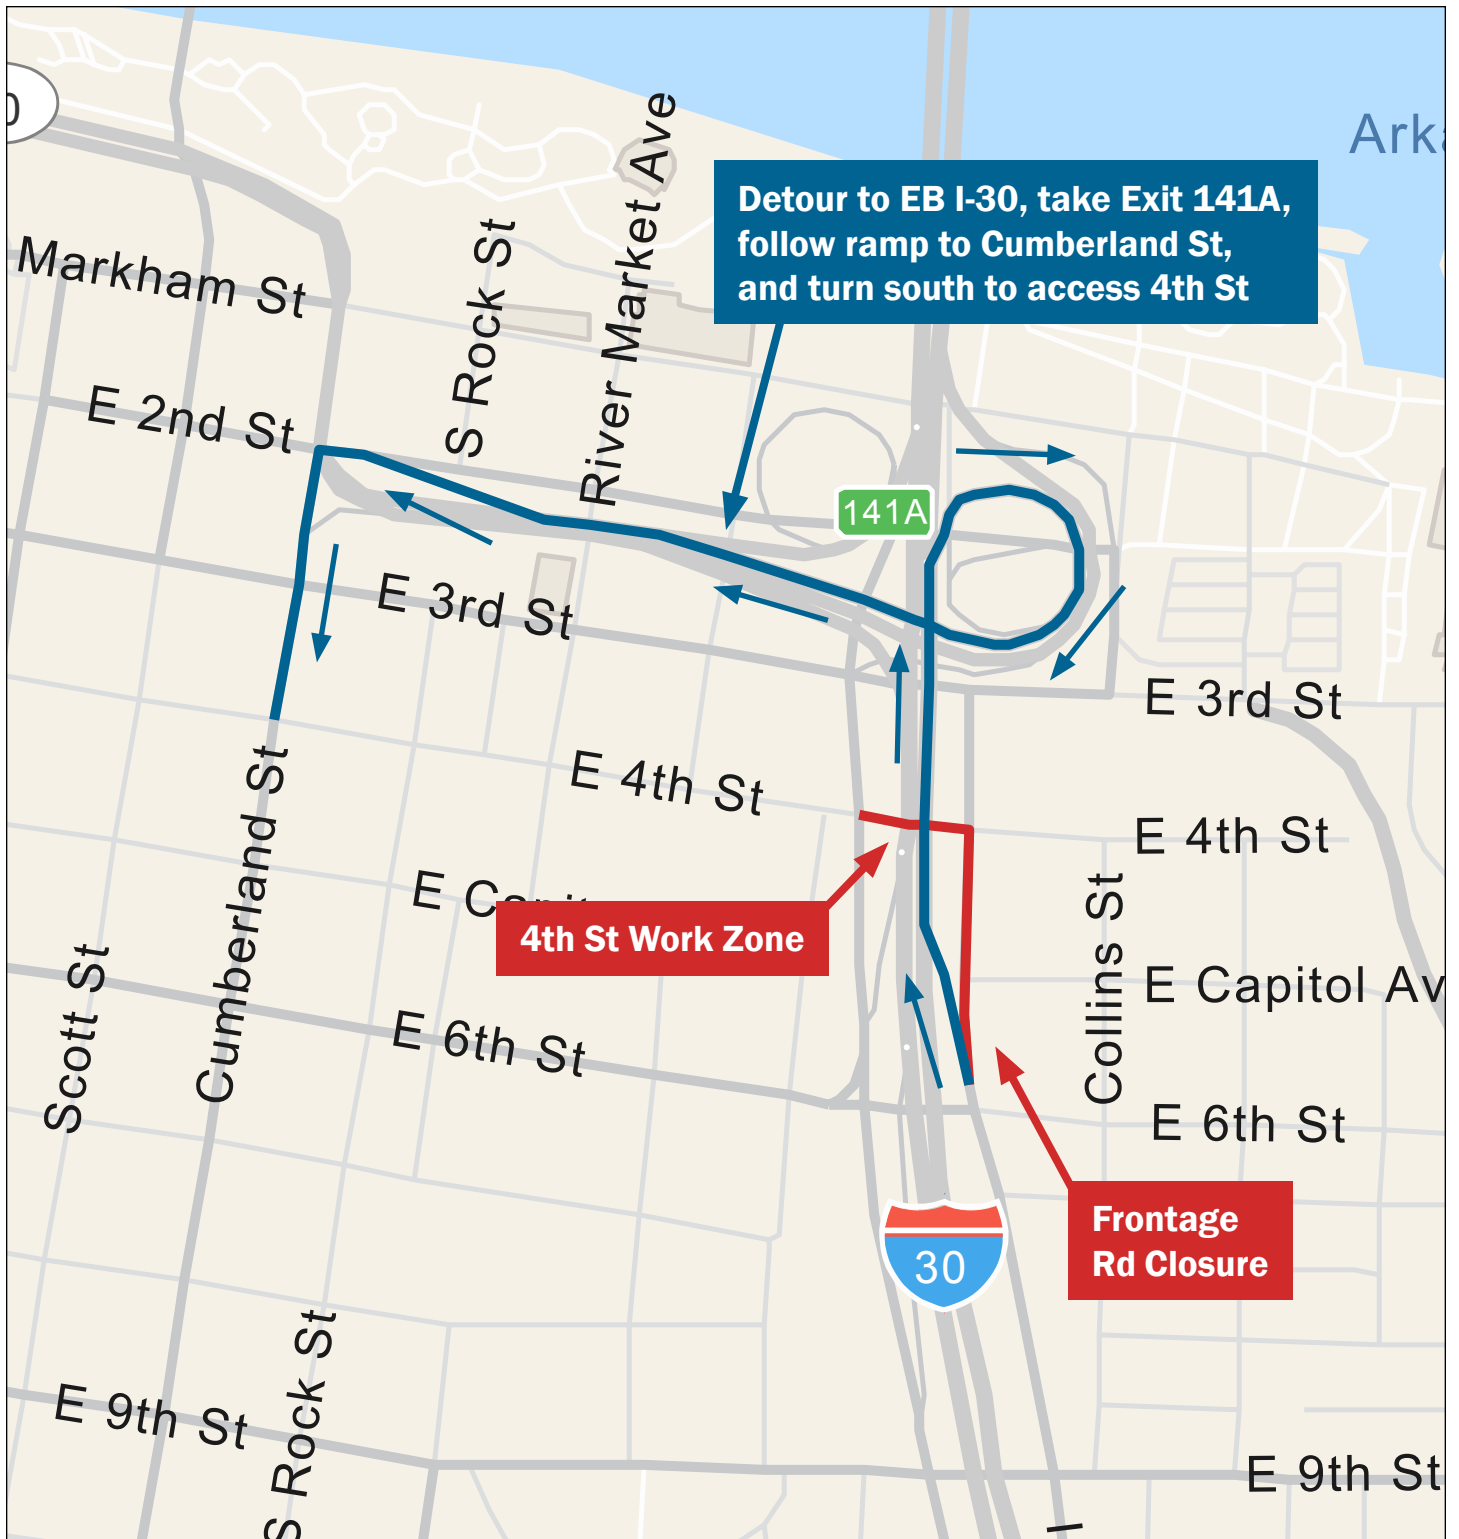 0
Ark
Markham St
E 2nd St
S Rock St
River Market Ave
Detour to EB I-30, take Exit 141A,
follow ramp to Cumberland St,
and turn south to access 4th St
141A
E 3rd St
E 3rd St
E 4th St
E 4th St
Cumberland St
E Capit
4th St Work Zone
Scott St
Collins St
E Capitol Av
E 6th St
E 6th St
30
Frontage
Rd Closure
E 9th St
S Rock St
E 9th St